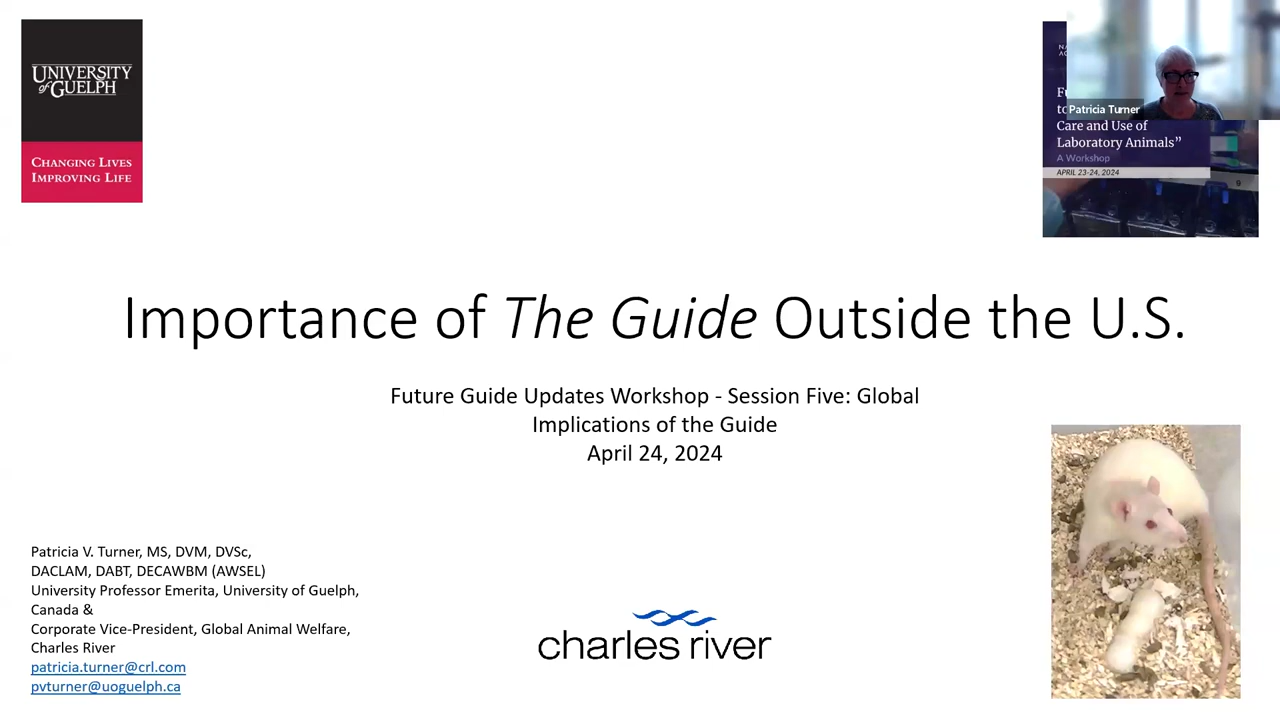 UNIVERSITY
of GUELPH
CHANGING LIVES
IMPROVING LIFE
Patricia Turner
Care and Use of
Laboratory Animals”
A Workshop
APRIL 23-24, 2024
9
Importance of The Guide Outside the U.S.
Future Guide Updates Workshop - Session Five: Global
Implications of the Guide
April 24, 2024
Patricia V. Turner, MS, DVM, DVSc,
DACLAM, DABT, DECAWBM (AWSEL)
University Professor Emerita, University of Guelph,
Canada &
Corporate Vice-President, Global Animal Welfare,
Charles River
patricia.turner@crl.com
pvturner@uoguelph.ca
charles river